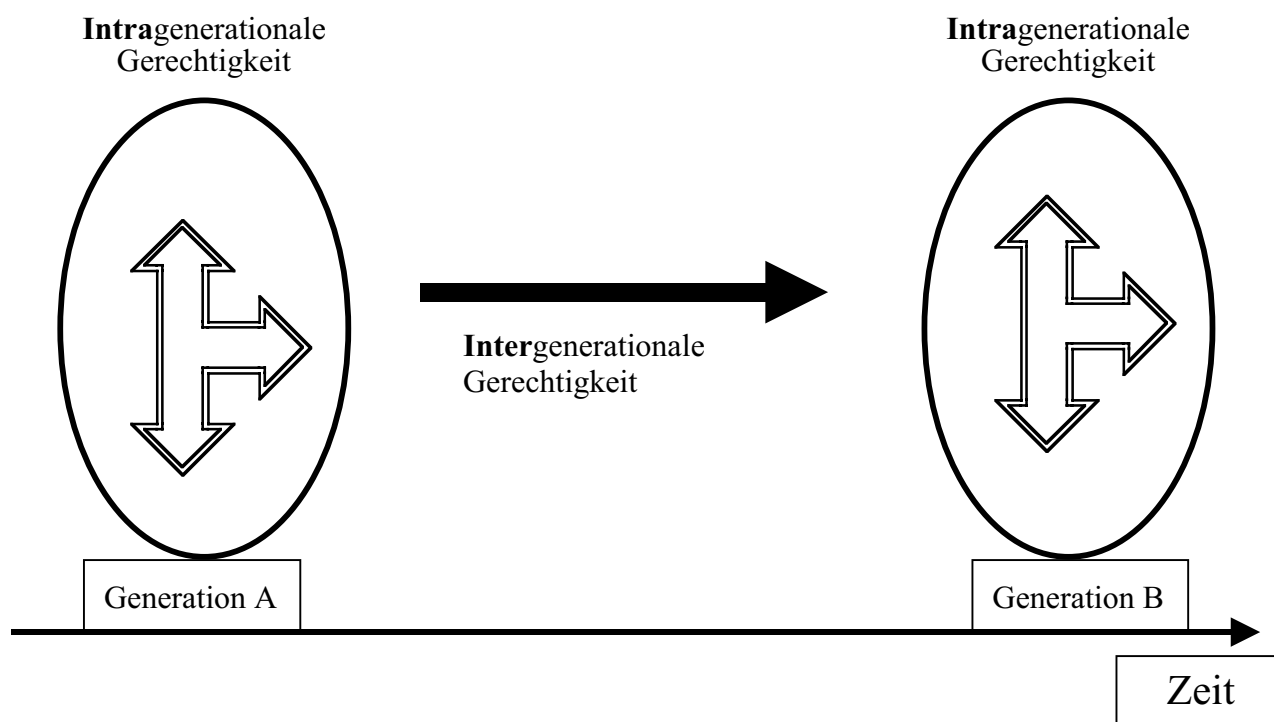 Intragenerationale
Gerechtigkeit
Intragenerationale
Gerechtigkeit
Intergenerationale
Gerechtigkeit
Generation A
Generation B
Zeit